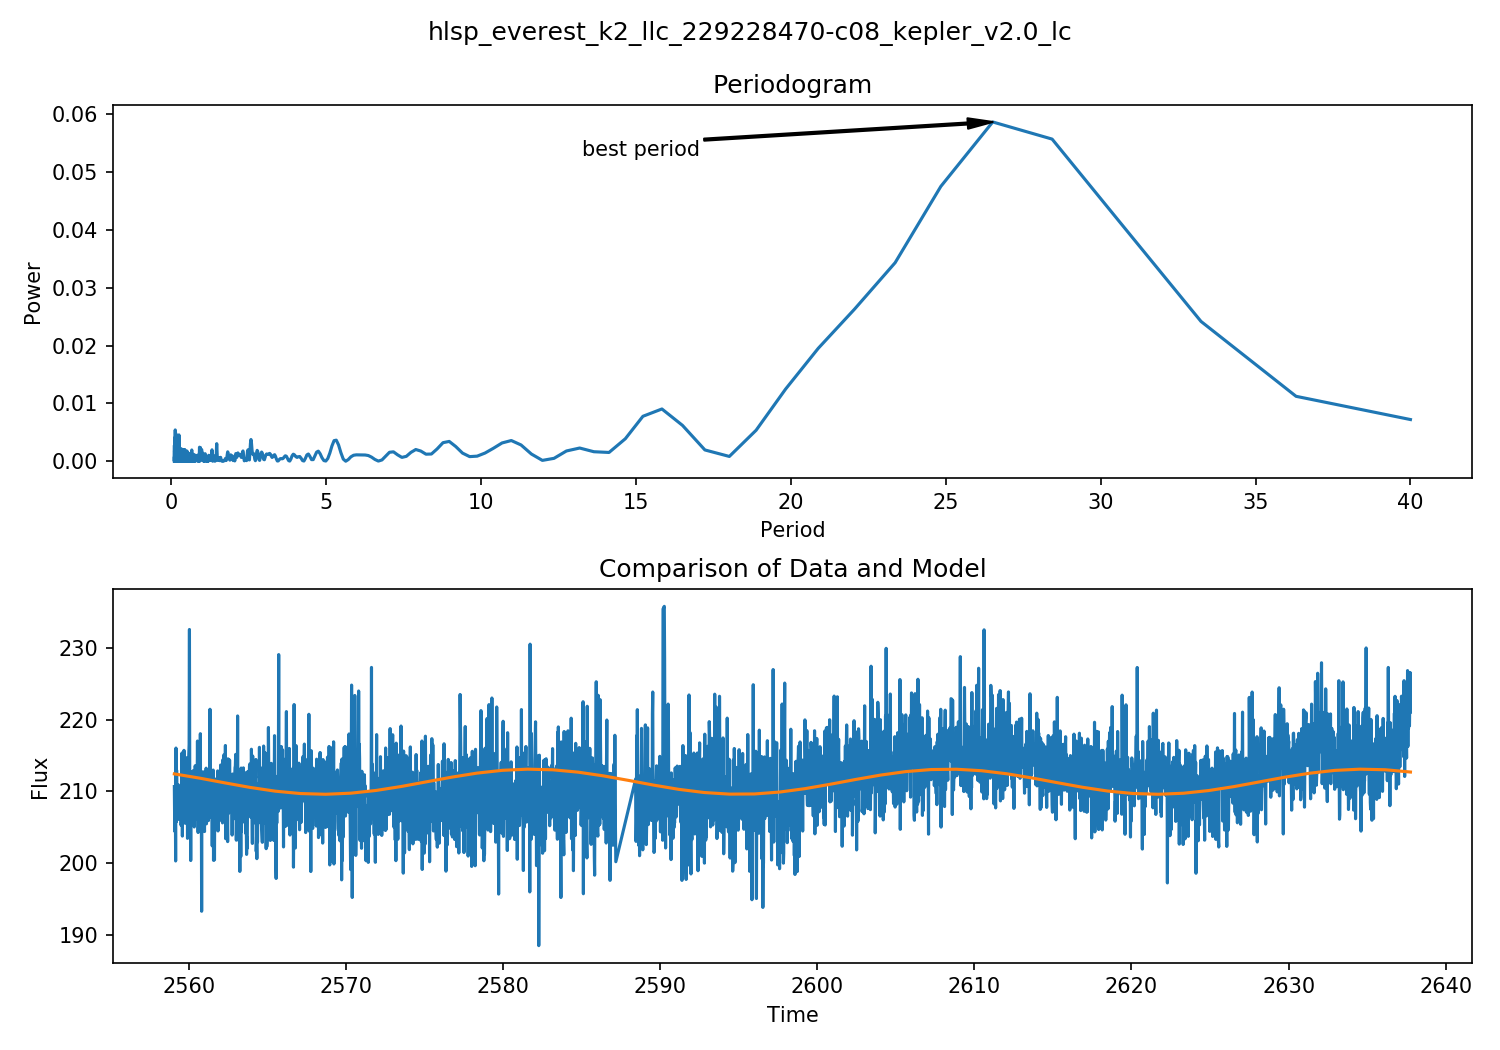 hlsp_everest_k2_llc_229228470-c08_kepler_v2.0_lc
Periodogram
0.06
0.05
0.04
0.03
0.02
0.01
0.00
Power
best period
0 5 10 15 20 25 30 35 40
Period
Comparison of Data and Model
230
220
210
200
190
Flux
2560 2570 2580 2590 2600 2610 2620 2630 2640
Time